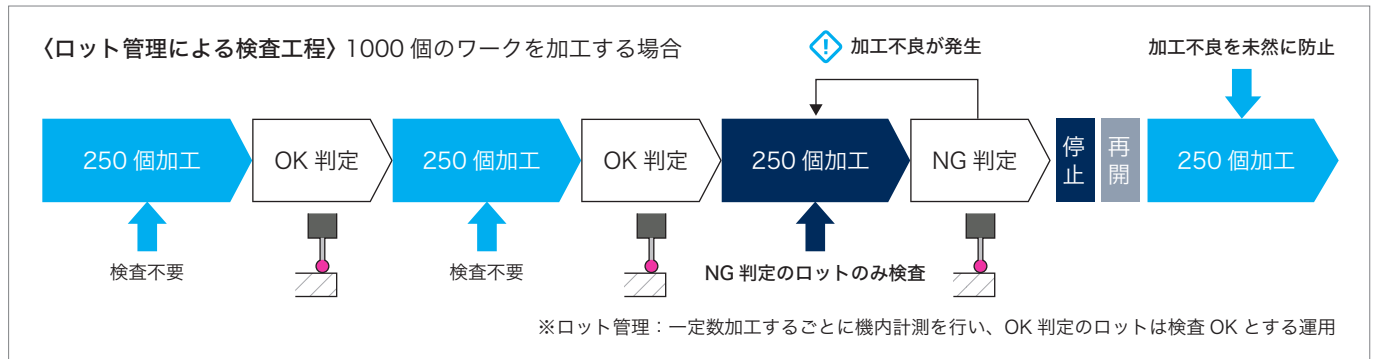 〈ロット管理による検査工程〉1000 個のワークを加工する場合
加工不良が発生
加工不良を未然に防止
250 個加工
OK 判定
250 個加工
OK 判定
250 個加工
NG 判定
停止
再開
250 個加工
検査不要
検査不要
NG 判定のロットのみ検査
※ロット管理：一定数加工するごとに機内計測を行い、OK 判定のロットは検査 OK とする運用